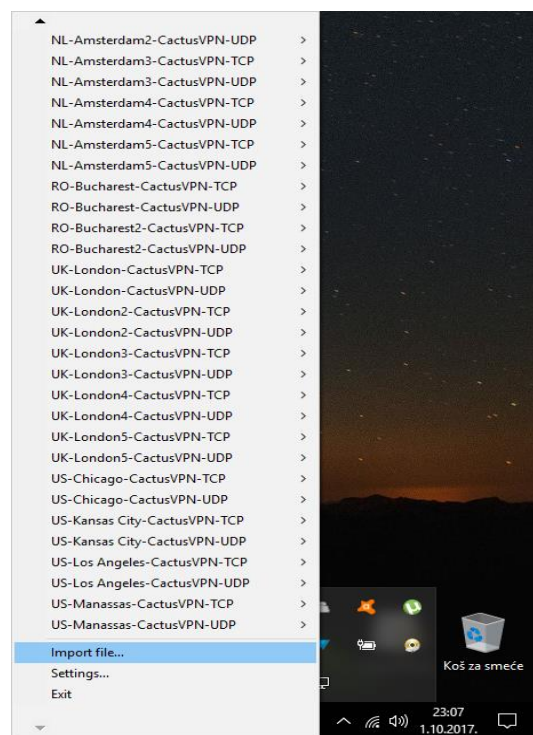 NL-Amsterdam2-CactusVPN-UDP
NL-Amsterdam3-CactusVPN-TCP
NL-Amsterdam3-CactusVPN-UDP
NL-Amsterdam4-CactusVPN-TCP
NL-Amsterdam4-CactusVPN-UDP
NL-Amsterdam5-CactusVPN-TCP
NL-Amsterdam5-CactusVPN-UDP
RO-Bucharest-CactusVPN-TCP
RO-Bucharest-CactusVPN-UDP
RO-Bucharest2-CactusVPN-TCP
RO-Bucharest2-CactusVPN-UDP
UK-London-CactusVPN-TCP
UK-London-CactusVPN-UDP
UK-London2-CactusVPN-TCP
UK-London2-CactusVPN-UDP
UK-London3-CactusVPN-TCP
UK-London3-CactusVPN-UDP
UK-London4-CactusVPN-TCP
UK-London4-CactusVPN-UDP
UK-London5-CactusVPN-TCP
UK-London5-CactusVPN-UDP
US-Chicago-CactusVPN-TCP
US-Chicago-CactusVPN-UDP
US-Kansas City-CactusVPN-TCP
US-Kansas City-CactusVPN-UDP
US-Los Angeles-CactusVPN-TCP
US-Los Angeles-CactusVPN-UDP
US-Manassas-CactusVPN-TCP
US-Manassas-CactusVPN-UDP
Import file...
Settings...
Exit
Koš za smeće
23:07
1.10.2017.